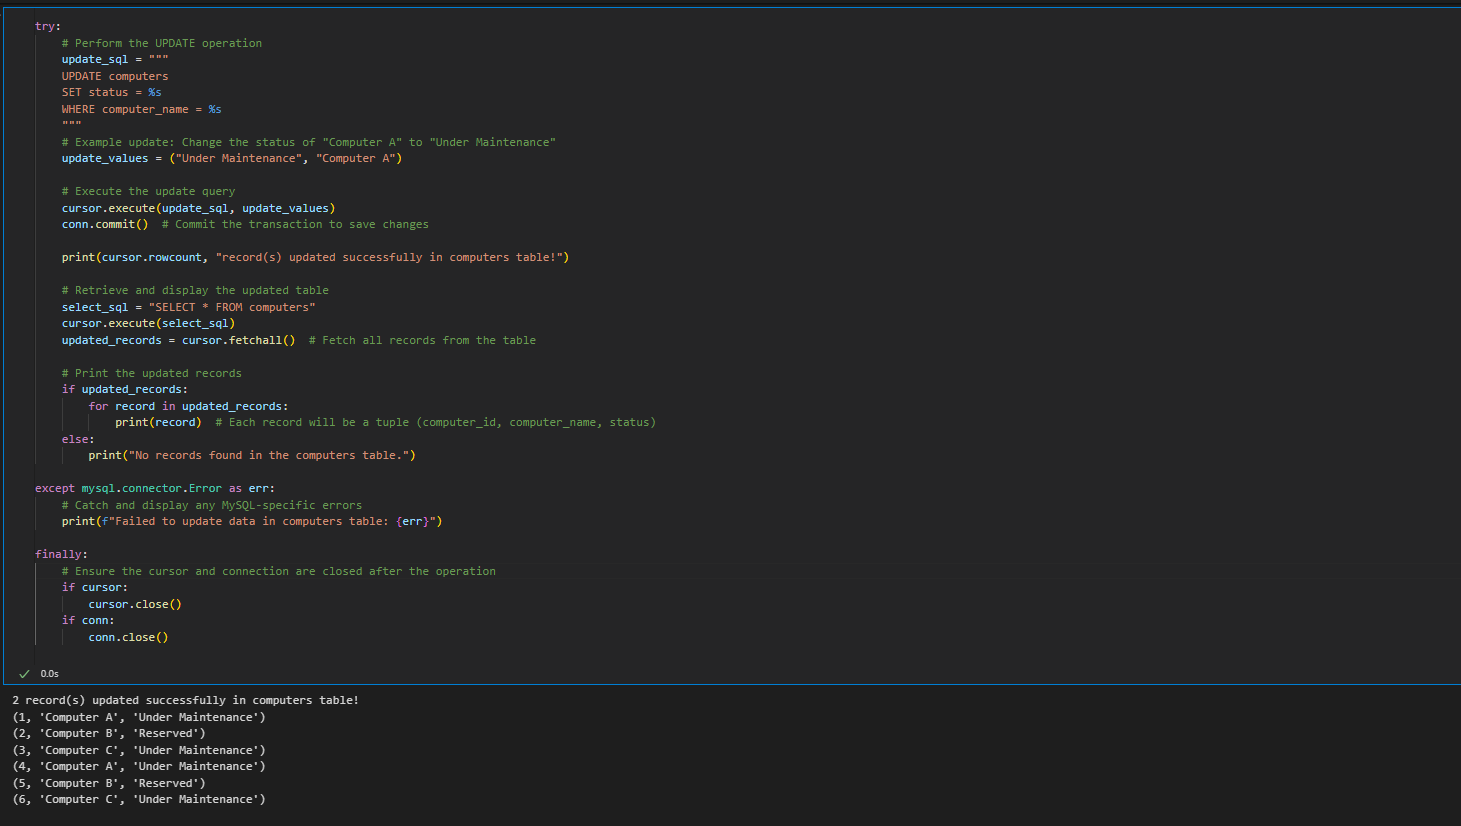 try:
    # Perform the UPDATE operation
    update_sql = """
    UPDATE computers
    SET status = %s
    WHERE computer_name = %s
    """
    # Example update: Change the status of "Computer A" to "Under Maintenance"
    update_values = ("Under Maintenance", "Computer A")

    # Execute the update query
    cursor.execute(update_sql, update_values)
    conn.commit()  # Commit the transaction to save changes

    print(cursor.rowcount, "record(s) updated successfully in computers table!")

    # Retrieve and display the updated table
    select_sql = "SELECT * FROM computers"
    cursor.execute(select_sql)
    updated_records = cursor.fetchall()  # Fetch all records from the table

    # Print the updated records
    if updated_records:
        for record in updated_records:
            print(record)  # Each record will be a tuple (computer_id, computer_name, status)
    else:
        print("No records found in the computers table.")

except mysql.connector.Error as err:
    # Catch and display any MySQL-specific errors
    print(f"Failed to update data in computers table: {err}")

finally:
    # Ensure the cursor and connection are closed after the operation
    if cursor:
        cursor.close()
    if conn:
        conn.close()

0.0s
2 record(s) updated successfully in computers table!
(1, 'Computer A', 'Under Maintenance')
(2, 'Computer B', 'Reserved')
(3, 'Computer C', 'Under Maintenance')
(4, 'Computer A', 'Under Maintenance')
(5, 'Computer B', 'Reserved')
(6, 'Computer C', 'Under Maintenance')